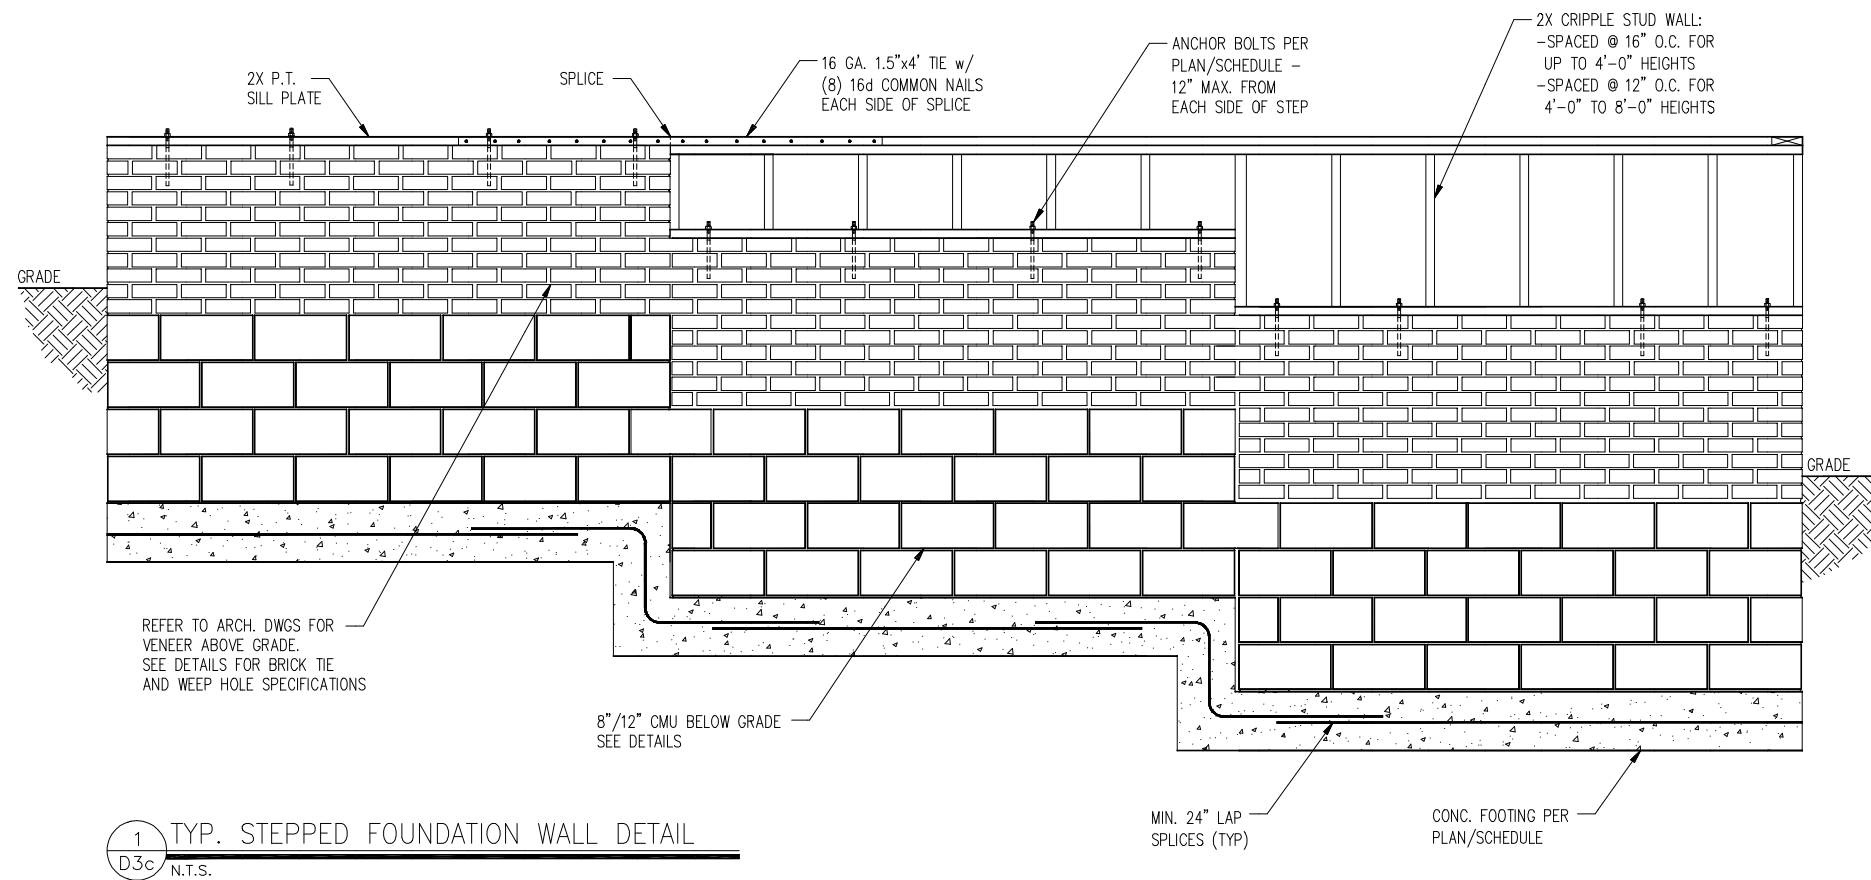 2X P.T.
SILL PLATE
SPLICE
16 GA. 1.5"x4' TIE w/
(8) 16d COMMON NAILS
EACH SIDE OF SPLICE
ANCHOR BOLTS PER
PLAN/SCHEDULE -
12" MAX. FROM
EACH SIDE OF STEP
2X CRIPPLE STUD WALL:
-SPACED @ 16" O.C. FOR
UP TO 4'-0" HEIGHTS
-SPACED @ 12" O.C. FOR
4'-0" TO 8'-0" HEIGHTS
GRADE
GRADE
REFER TO ARCH. DWGS FOR
VENEER ABOVE GRADE.
SEE DETAILS FOR BRICK TIE
AND WEEP HOLE SPECIFICATIONS
8"/12" CMU BELOW GRADE
SEE DETAILS
MIN. 24" LAP
SPLICES (TYP)
CONC. FOOTING PER
PLAN/SCHEDULE
1
D3c
TYP. STEPPED FOUNDATION WALL DETAIL
N.T.S.